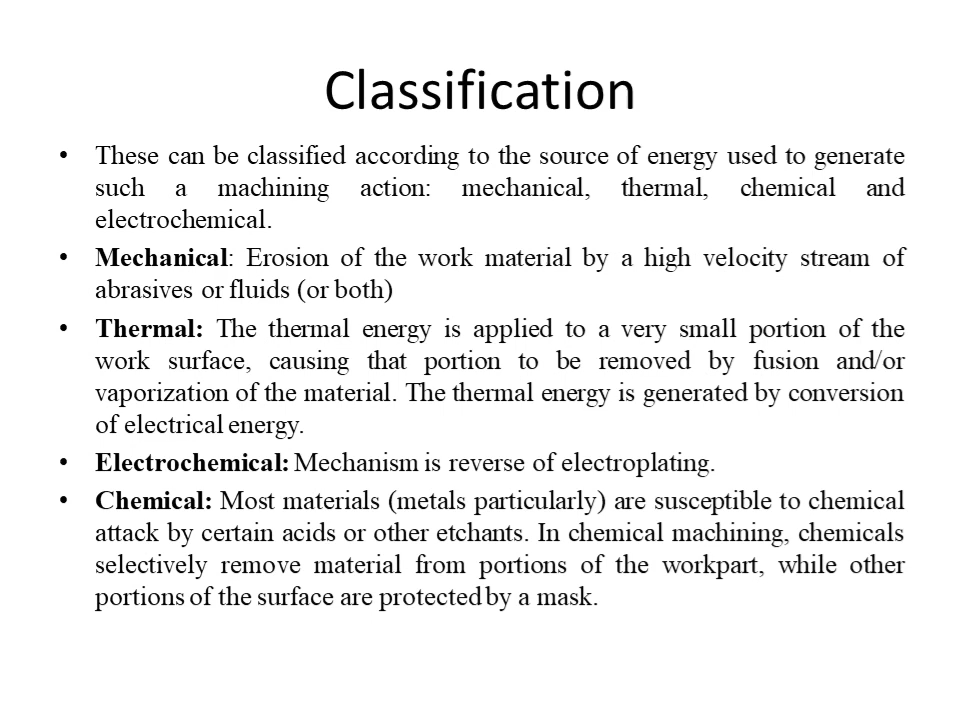 Classification
• These can be classified according to the source of energy used to generate
such a machining action: mechanical, thermal, chemical and
electrochemical.
• Mechanical: Erosion of the work material by a high velocity stream of
abrasives or fluids (or both)
• Thermal: The thermal energy is applied to a very small portion of the
work surface, causing that portion to be removed by fusion and/or
vaporization of the material. The thermal energy is generated by conversion
of electrical energy.
• Electrochemical: Mechanism is reverse of electroplating.
• Chemical: Most materials (metals particularly) are susceptible to chemical
attack by certain acids or other etchants. In chemical machining, chemicals
selectively remove material from portions of the workpart, while other
portions of the surface are protected by a mask.